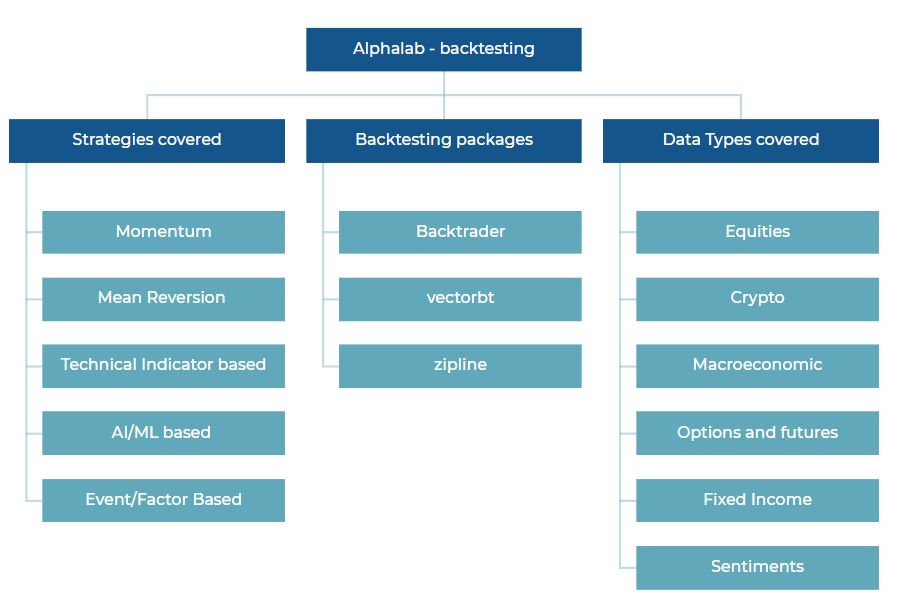 Alphalab - backtesting
Strategies covered
Momentum
Mean Reversion
Technical Indicator based
AI/ML based
Event/Factor Based
Backtesting packages
Backtrader
vectorbt
zipline
Data Types covered
Equities
Crypto
Macroeconomic
Options and futures
Fixed Income
Sentiments